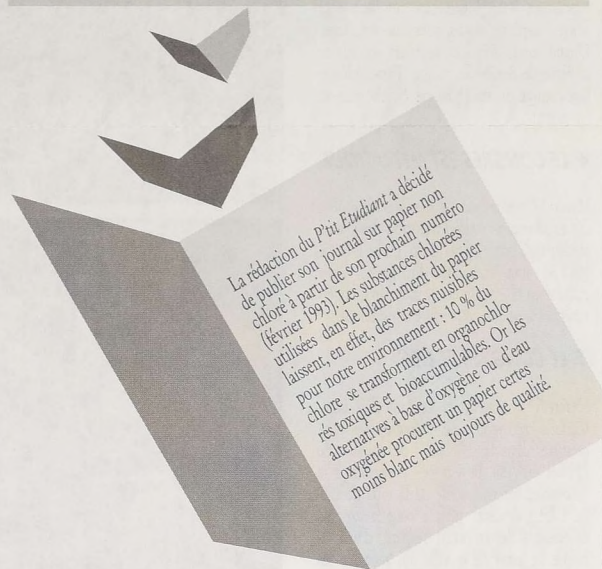 La rédaction du P'tit Etudiant a décidé
de publier son journal sur papier non
chloré à partir de son prochain numéro
(février 1993). Les substances chlorées
utilisées dans le blanchiment du papier
laissent, en effet, des traces nuisibles
pour notre environnement : 10 % du
chlore se transforment en organochlo-
rés toxiques et bioaccumulables. Or les
alternatives à base d'oxygène ou d'eau
oxygénée procurent un papier certes
moins blanc mais toujours de qualité.